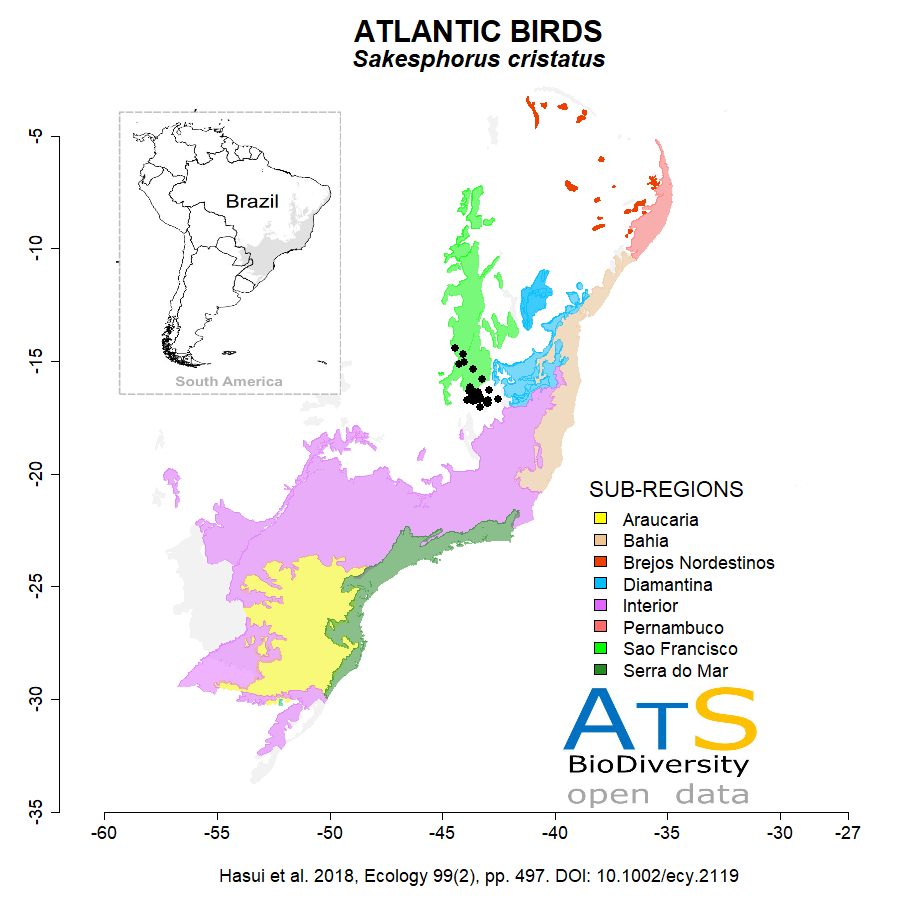 ATLANTIC BIRDS
Sakesphorus cristatus
Brazil
South America
-5
-10
-15
-20
-25
-30
-35
-60
-55
-50
-45
-40
-35
-30
-27
SUB-REGIONS
Araucaria
Bahia
Brejos Nordestinos
Diamantina
Interior
Pernambuco
Sao Francisco
Serra do Mar
ATS
BioDiversity
open data
Hasui et al. 2018, Ecology 99(2), pp. 497. DOI: 10.1002/ecy.2119